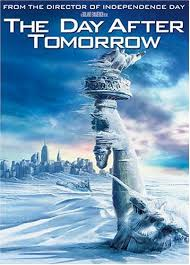 FROM THE DIRECTOR OF INDEPENDENCE DAY
THE DAY AFTER
TOMORROW